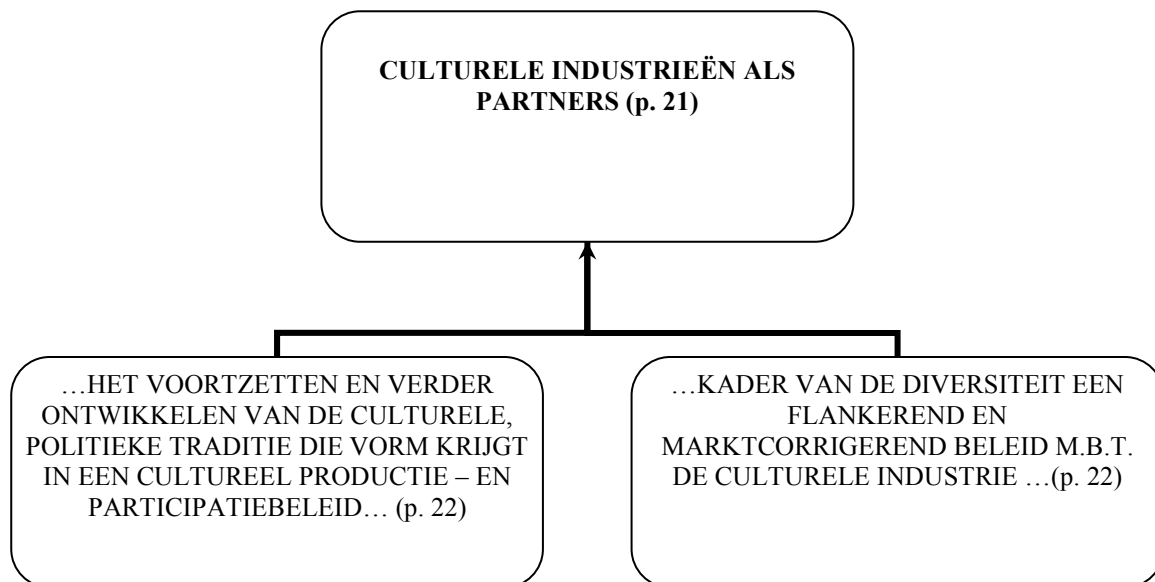 CULTURELE INDUSTRIEËN ALS
PARTNERS (p. 21)
…HET VOORTZETTEN EN VERDER
ONTWIKKELEN VAN DE CULTURELE,
POLITIEKE TRADITIE DIE VORM KRIJGT
IN EEN CULTUREEL PRODUCTIE – EN
PARTICIPATIEBELEID… (p. 22)
…KADER VAN DE DIVERSITEIT EEN
FLANKEREND EN
MARKTCORRIGEREND BELEID M.B.T.
DE CULTURELE INDUSTRIE …(p. 22)